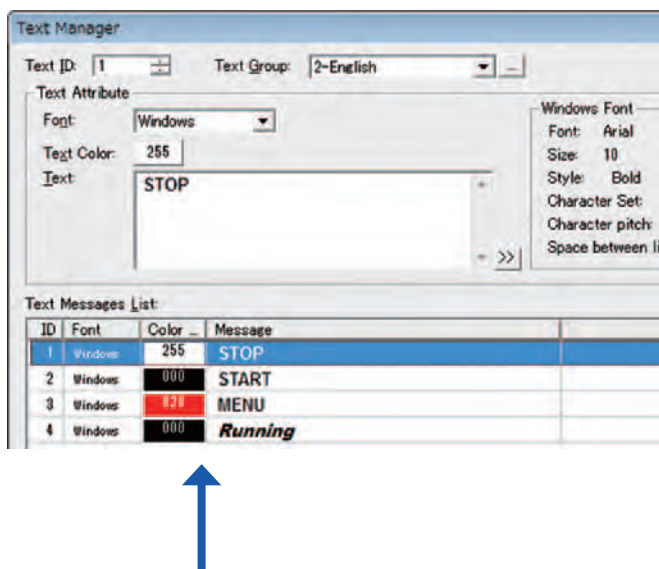 Text Manager
Text ID: 1 Text Group: 2-English ...
Text Attribute
Font: Windows
Text Color: 255
Text: STOP
>>
Windows Font
Font: Arial
Size: 10
Style: Bold
Character Set:
Character pitch:
Space between
Text Messages List:
ID Font Color ... Message
1 Windows 255 STOP
2 Windows 000 START
3 Windows MENU
4 Windows 000 Running